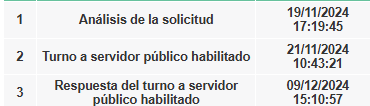 1 Análisis de la solicitud 19/11/2024
17:19:45
2 Turno a servidor público habilitado 21/11/2024
10:43:21
3 Respuesta del turno a servidor
público habilitado 09/12/2024
15:10:57